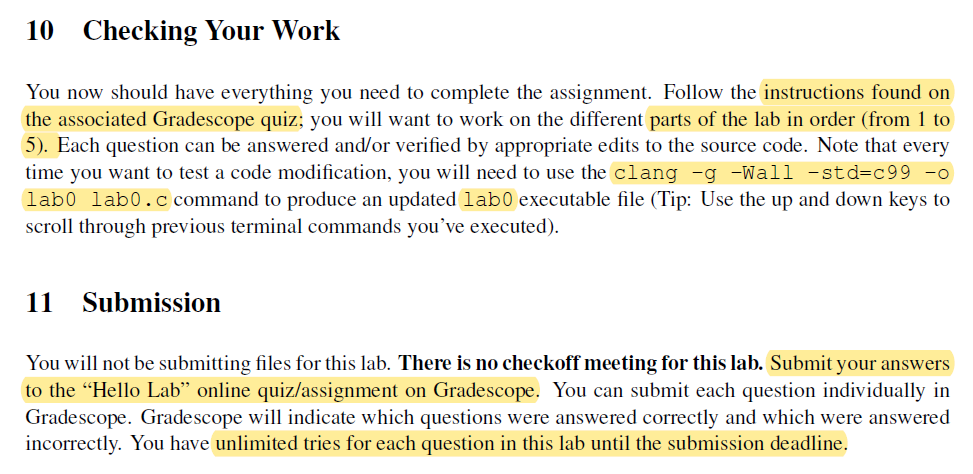 10 Checking Your Work
You now should have everything you need to complete the assignment. Follow the instructions found on
the associated Gradescope quiz; you will want to work on the different parts of the lab in order (from 1 to
5). Each question can be answered and/or verified by appropriate edits to the source code. Note that every
time you want to test a code modification, you will need to use the clang -g -Wall -std=c99 -o
lab0 lab0.c command to produce an updated lab0 executable file (Tip: Use the up and down keys to
scroll through previous terminal commands you've executed).
11 Submission
You will not be submitting files for this lab. There is no checkoff meeting for this lab. Submit your answers
to the “Hello Lab” online quiz/assignment on Gradescope. You can submit each question individually in
Gradescope. Gradescope will indicate which questions were answered correctly and which were answered
incorrectly. You have unlimited tries for each question in this lab until the submission deadline.